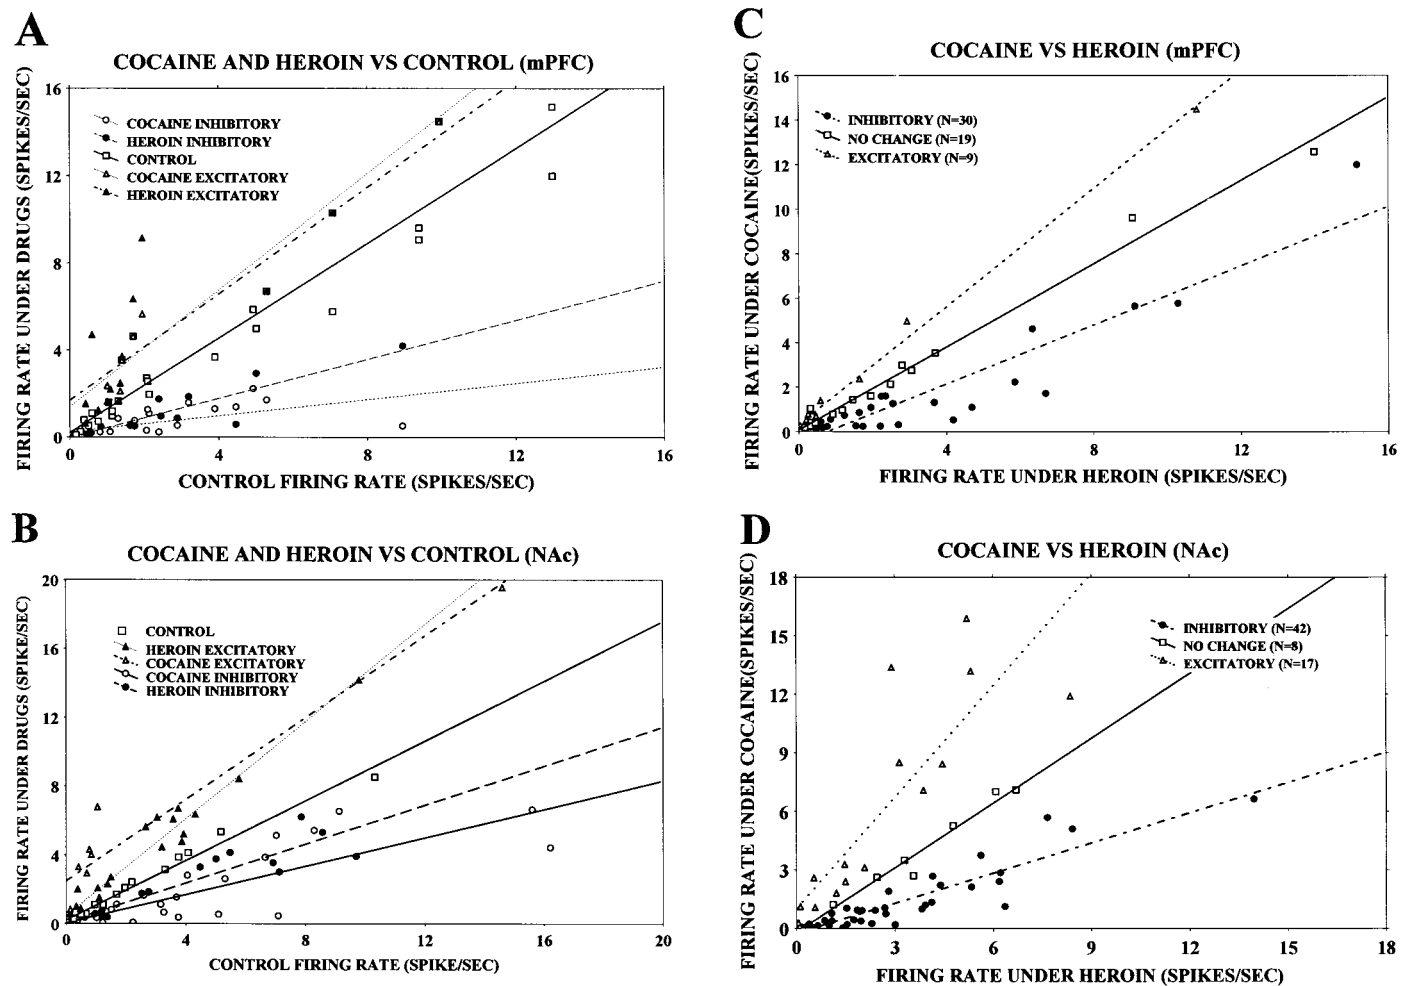 A
COCAINE AND HEROIN VS CONTROL (mPFC)
FIRING RATE UNDER DRUGS (SPIKES/SEC)
16
12
8
4
0
COCAINE INHIBITORY
HEROIN INHIBITORY
CONTROL
COCAINE EXCITATORY
HEROIN EXCITATORY
0 4 8 12 16
CONTROL FIRING RATE (SPIKES/SEC)
C
COCAINE VS HEROIN (mPFC)
FIRING RATE UNDER COCAINE(SPIKES/SEC)
16
14
12
10
8
6
4
2
0
INHIBITORY (N=30)
NO CHANGE (N=19)
EXCITATORY (N=9)
0 4 8 12 16
FIRING RATE UNDER HEROIN (SPIKES/SEC)
B
COCAINE AND HEROIN VS CONTROL (NAc)
FIRING RATE UNDER DRUGS (SPIKE/SEC)
20
16
12
8
4
0
CONTROL
HEROIN EXCITATORY
COCAINE EXCITATORY
COCAINE INHIBITORY
HEROIN INHIBITORY
0 4 8 12 16 20
CONTROL FIRING RATE (SPIKE/SEC)
D
COCAINE VS HEROIN (NAc)
FIRING RATE UNDER COCAINE(SPIKES/SEC)
18
15
12
9
6
3
0
INHIBITORY (N=42)
NO CHANGE (N=8)
EXCITATORY (N=17)
0 3 6 9 12 15 18
FIRING RATE UNDER HEROIN (SPIKES/SEC)